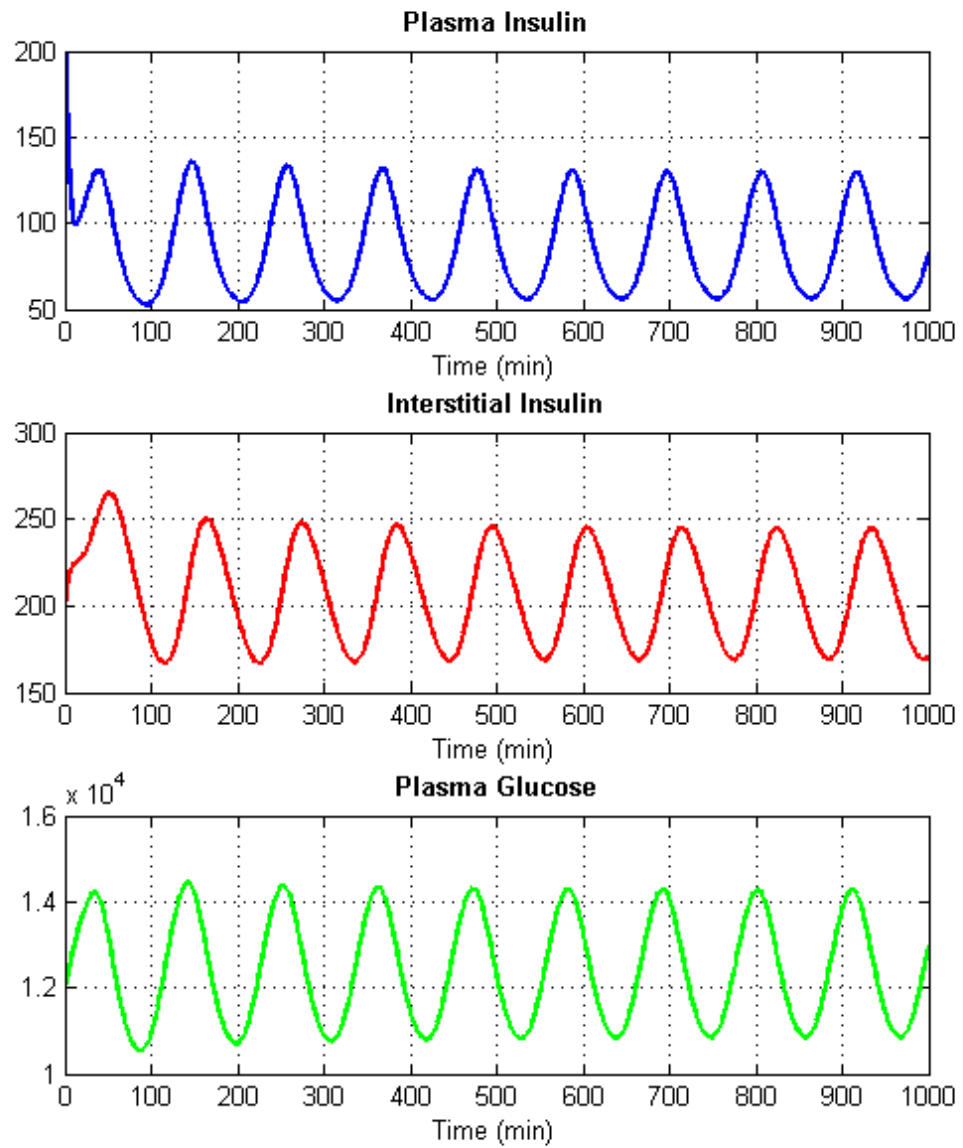 Plasma Insulin
200
150
100
50
0 100 200 300 400 500 600 700 800 900 1000
Time (min)
Interstitial Insulin
300
250
200
150
0 100 200 300 400 500 600 700 800 900 1000
Time (min)
x 10^4
Plasma Glucose
1.6
1.4
1.2
1
0 100 200 300 400 500 600 700 800 900 1000
Time (min)